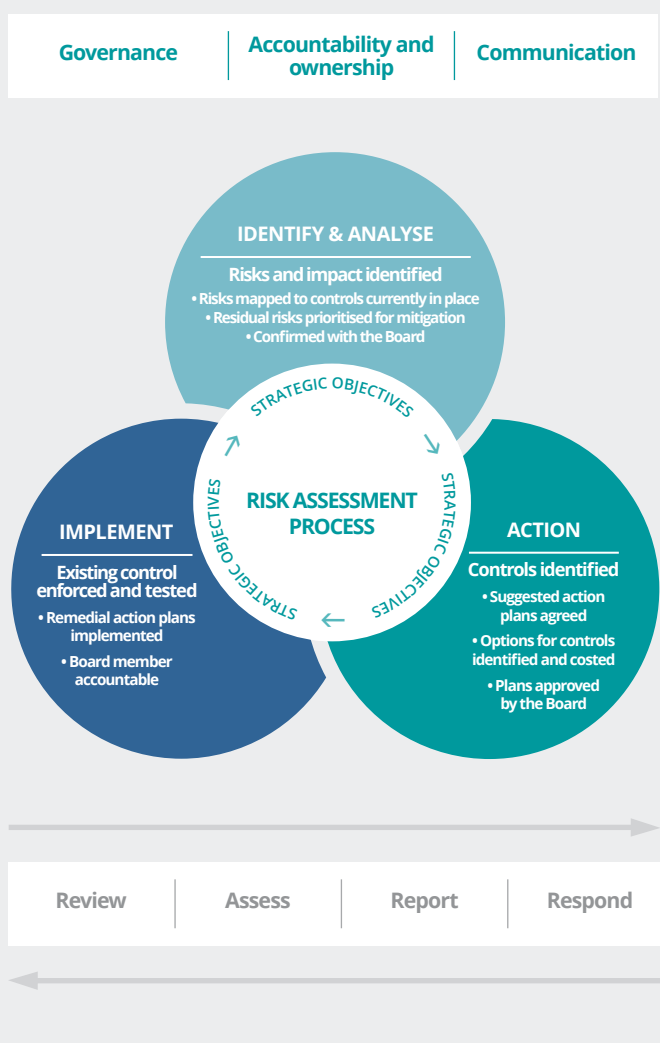 Governance
Accountability and
ownership
Communication
IDENTIFY & ANALYSE
Risks and impact identified
• Risks mapped to controls currently in place
• Residual risks prioritised for mitigation
• Confirmed with the Board
STRATEGIC OBJECTIVES
STRATEGIC OBJECTIVES
STRATEGIC OBJECTIVES
RISK ASSESSMENT
PROCESS
IMPLEMENT
Existing control
enforced and tested
• Remedial action plans
implemented
• Board member
accountable
ACTION
Controls identified
• Suggested action
plans agreed
• Options for controls
identified and costed
• Plans approved
by the Board
Review
Assess
Report
Respond